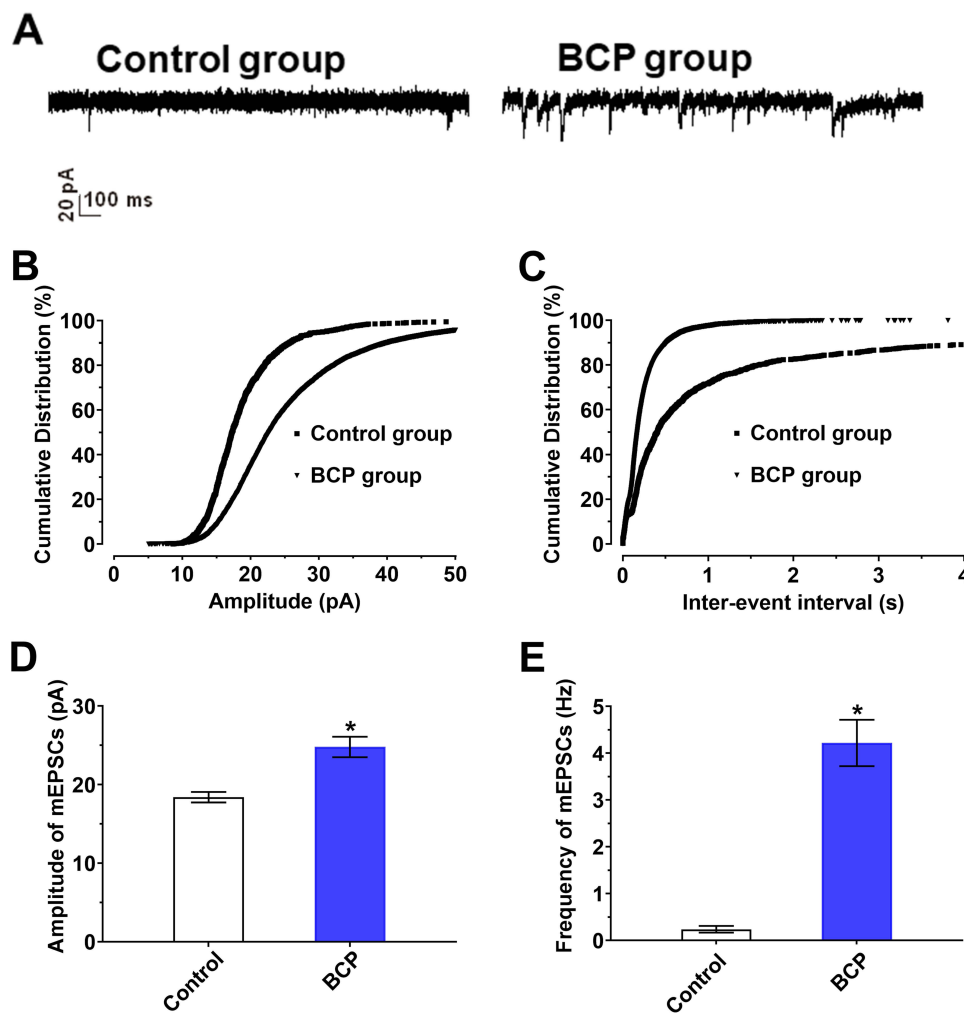 A
Control group
BCP group
20 pA
100 ms
B
Cumulative Distribution (%)
100
80
60
40
20
0
Control group
BCP group
0 10 20 30 40 50
Amplitude (pA)
C
Cumulative Distribution (%)
100
80
60
40
20
0
Control group
BCP group
0 1 2 3 4
Inter-event interval (s)
D
Amplitude of mEPSCs (pA)
30
20
10
0
*
Control
BCP
E
Frequency of mEPSCs (Hz)
5
4
3
2
1
0
*
Control
BCP